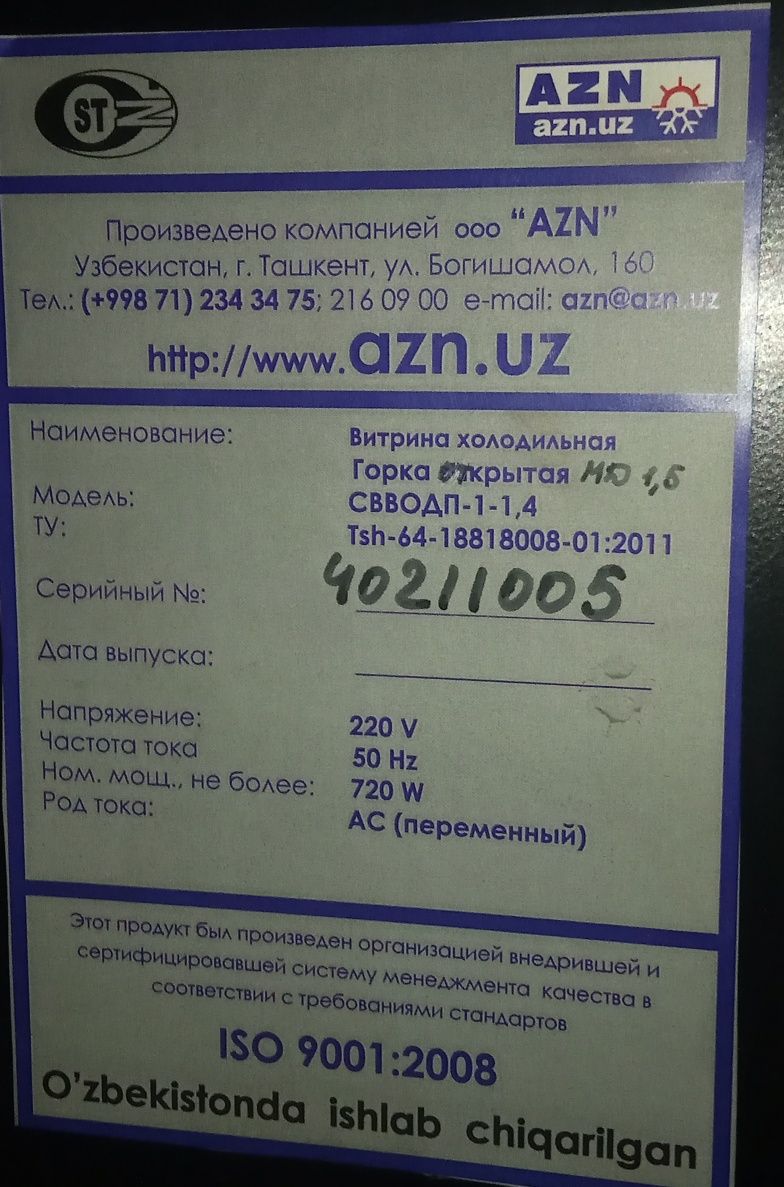 ST
AZN
azn.uz
Произведено компанией ооо “AZN”
Узбекистан, г. Ташкент, ул. Богишамол, 160
Тел.: (+998 71) 234 34 75; 216 09 00 e-mail: azn@azn.uz
http://www.azn.uz
Наименование: Витрина холодильная
Горка открытая 1,5
Модель: СВВОДП-1-1,4
ТУ: Tsh-64-18818008-01:2011
Серийный №: 40211005
Дата выпуска:
Напряжение: 220 V
Частота тока 50 Hz
Ном. мощ., не более: 720 W
Род тока: AC (переменный)
Этот продукт был произведен организацией внедрившей и
сертифицировавшей систему менеджмента качества в
соответствии с требованиями стандартов
ISO 9001:2008
O’zbekistonda ishlab chiqarilgan